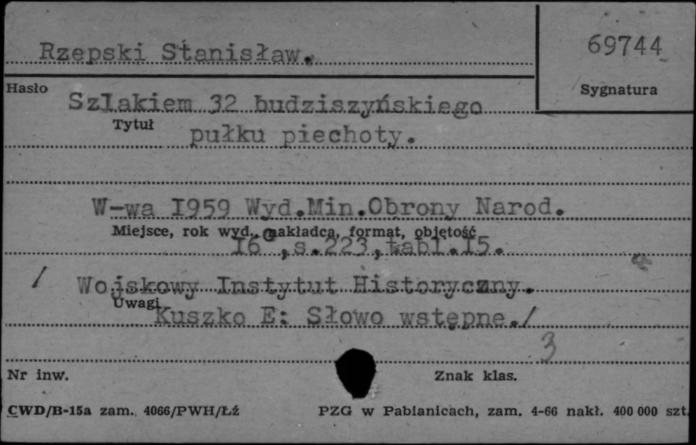 Rzepski Stanisław.
69744
Hasło
Sygnatura
Szlakiem 32 budziszyńskiego
Tytuł
pułku piechoty.
W-wa 1959 Wyd.Min.Obrony Narod.
Miejsce, rok wyd., nakładca, format, objętość
16°,s.223,tabl.15.
/ Wojskowy Instytut Historyczny.
Uwagi
Kuszko E: Słowo wstępne./
3
Nr inw.
Znak klas.
CWD/B-15a zam. 4066/PWH/Łź
PZG w Pabianicach, zam. 4-66 nakł. 400 000 szt.